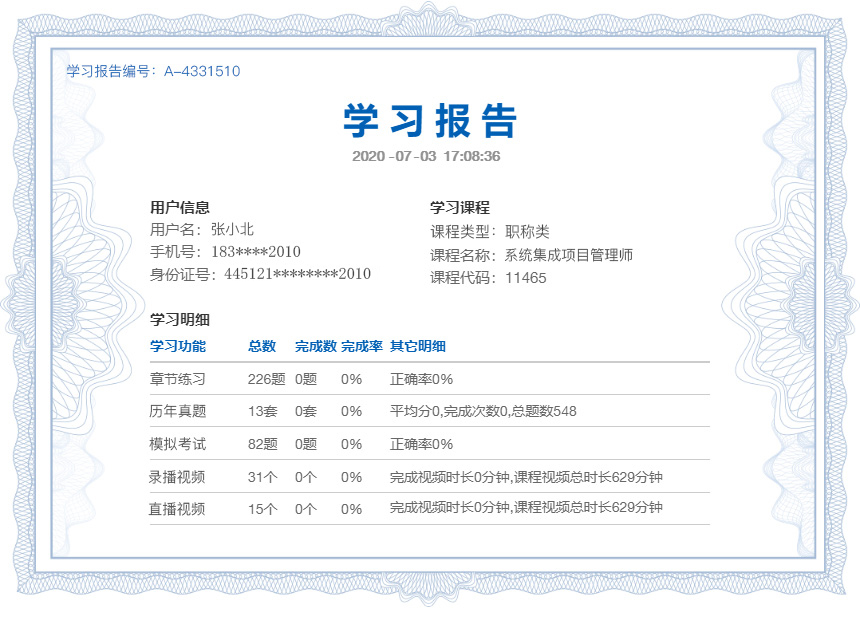 学习报告编号：A-4331510
学习报告
2020-07-03 17:08:36
用户信息
用户名：张小北
手机号：183****2010
身份证号：445121********2010
学习课程
课程类型：职称类
课程名称：系统集成项目管理师
课程代码：11465
学习明细
学习功能 总数 完成数 完成率 其它明细
章节练习 226题 0题 0% 正确率0%
历年真题 13套 0套 0% 平均分0,完成次数0,总题数548
模拟考试 82题 0题 0% 正确率0%
录播视频 31个 0个 0% 完成视频时长0分钟,课程视频总时长629分钟
直播视频 15个 0个 0% 完成视频时长0分钟,课程视频总时长629分钟